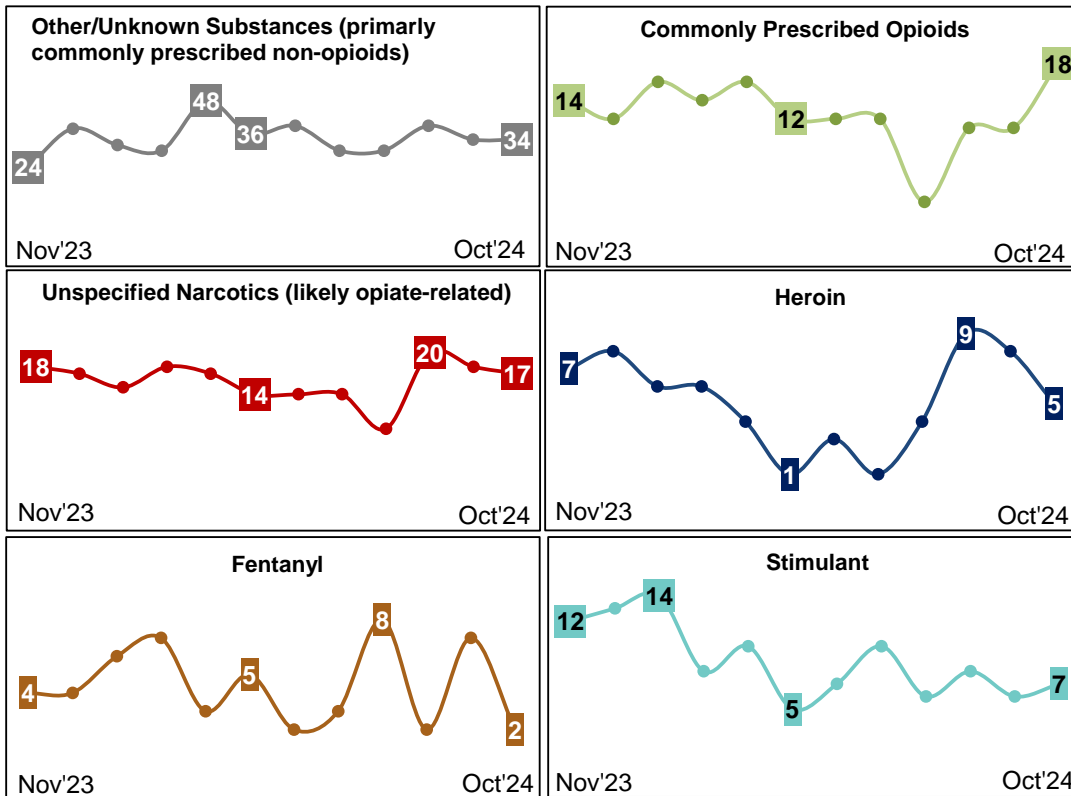 Other/Unknown Substances (primarly
commonly prescribed non-opioids)
24
48
36
34
Nov'23
Oct'24
Commonly Prescribed Opioids
14
12
18
Nov'23
Oct'24
Unspecified Narcotics (likely opiate-related)
18
14
20
17
Nov'23
Oct'24
Heroin
7
1
9
5
Nov'23
Oct'24
Fentanyl
4
5
8
2
Nov'23
Oct'24
Stimulant
12
14
5
7
Nov'23
Oct'24